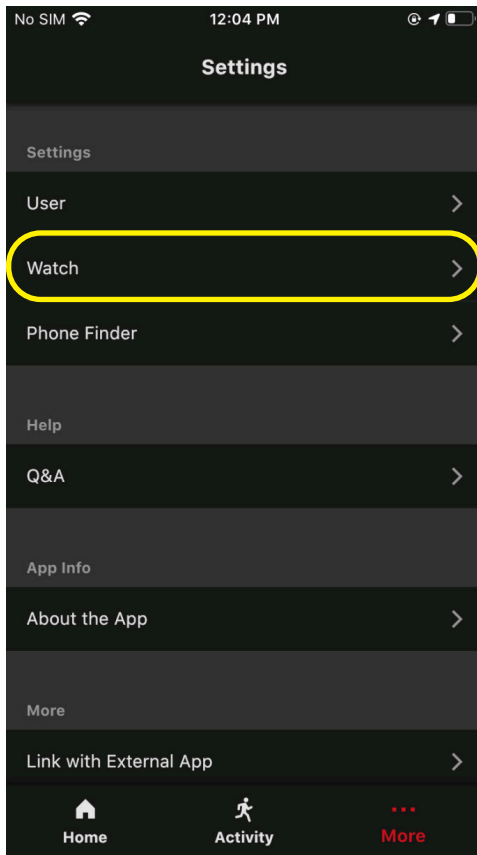 No SIM 12:04 PM
Settings
Settings
User
Watch
Phone Finder
Help
Q&A
App Info
About the App
More
Link with External App
Home Activity More